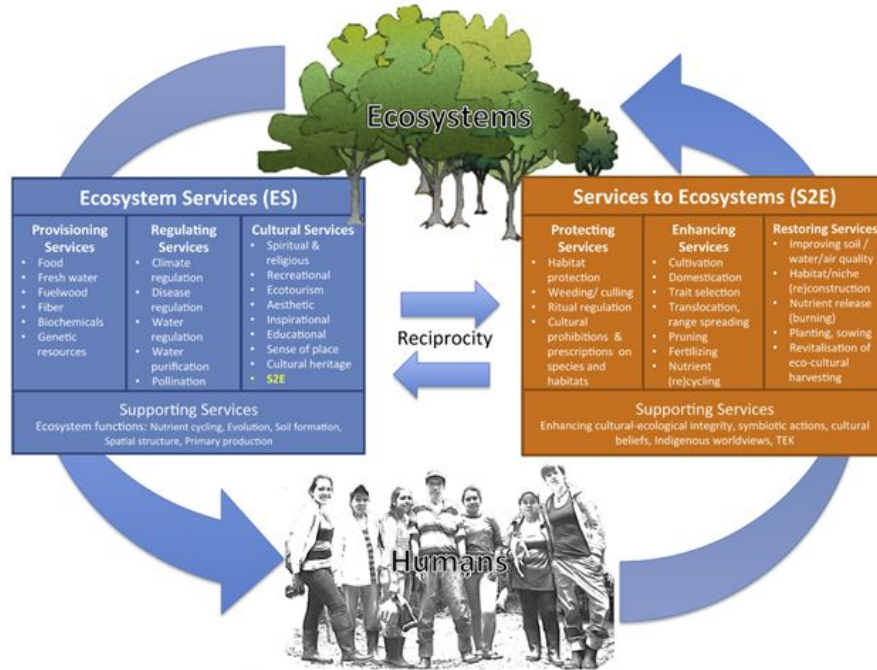 Ecosystems
Ecosystem Services (ES)
Provisioning
Services
• Food
• Fresh water
• Fuelwood
• Fiber
• Biochemicals
• Genetic
resources
Regulating
Services
• Climate
regulation
• Disease
regulation
• Water
regulation
• Water
purification
• Pollination
Cultural Services
• Spiritual &
religious
• Recreational
• Ecotourism
• Aesthetic
• Inspirational
• Educational
• Sense of place
• Cultural heritage
• S2E
Supporting Services
Ecosystem functions: Nutrient cycling, Evolution, Soil formation,
Spatial structure, Primary production
Reciprocity
Services to Ecosystems (S2E)
Protecting
Services
• Habitat
protection
• Weeding/ culling
• Ritual regulation
• Cultural
prohibitions &
prescriptions on
species and
habitats
Enhancing
Services
• Cultivation
• Domestication
• Trait selection
• Translocation,
range spreading
• Pruning
• Fertilizing
• Nutrient
(re)cycling
Restoring Services
• Improving soil /
water/air quality
• Habitat/niche
(re)construction
• Nutrient release
(burning)
• Planting, sowing
• Revitalisation of
eco-cultural
harvesting
Supporting Services
Enhancing cultural-ecological integrity, symbiotic actions, cultural
beliefs, Indigenous worldviews, TEK
Humans